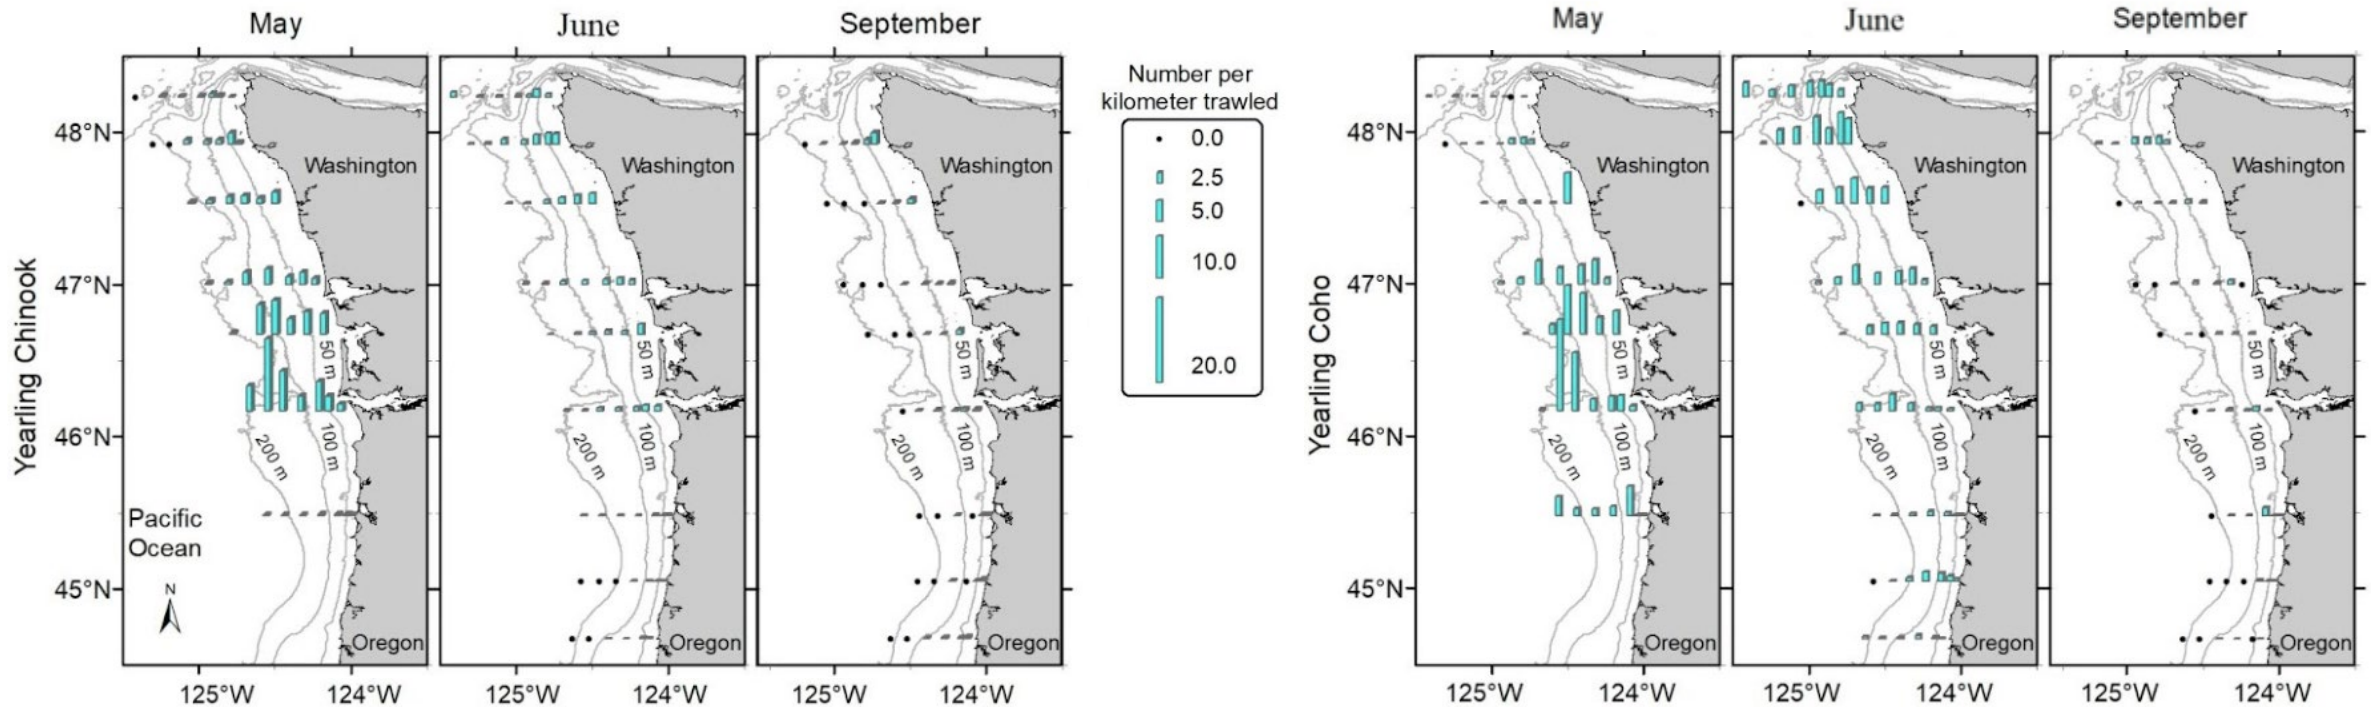 May
June
September
48°N
47°N
46°N
45°N
Washington
50 m
100 m
200 m
Pacific
Ocean
N
Oregon
Washington
50 m
100 m
200 m
Oregon
Washington
50 m
100 m
200 m
Oregon
125°W
124°W
125°W
124°W
125°W
124°W
Yearling Chinook
Number per
kilometer trawled
0.0
2.5
5.0
10.0
20.0
May
June
September
48°N
47°N
46°N
45°N
Washington
50 m
100 m
200 m
Oregon
Washington
50 m
100 m
200 m
Oregon
Washington
50 m
100 m
200 m
Oregon
125°W
124°W
125°W
124°W
125°W
124°W
Yearling Coho